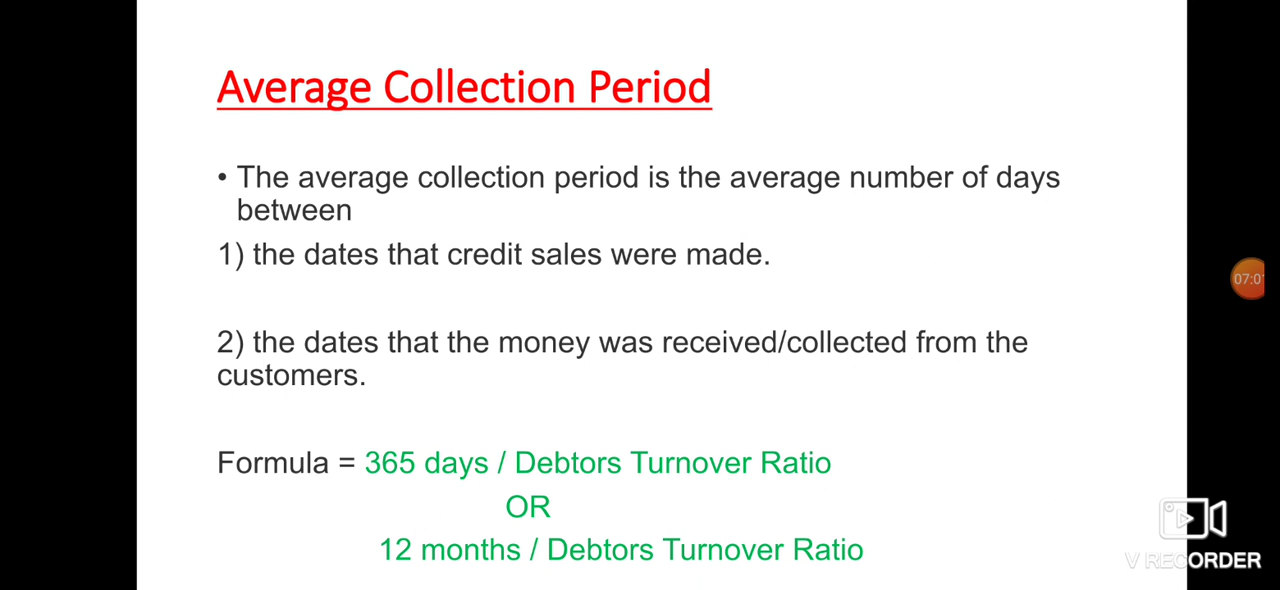 Average Collection Period
• The average collection period is the average number of days
between
1) the dates that credit sales were made.
2) the dates that the money was received/collected from the
customers.
Formula = 365 days / Debtors Turnover Ratio
OR
12 months / Debtors Turnover Ratio
V RECORDER